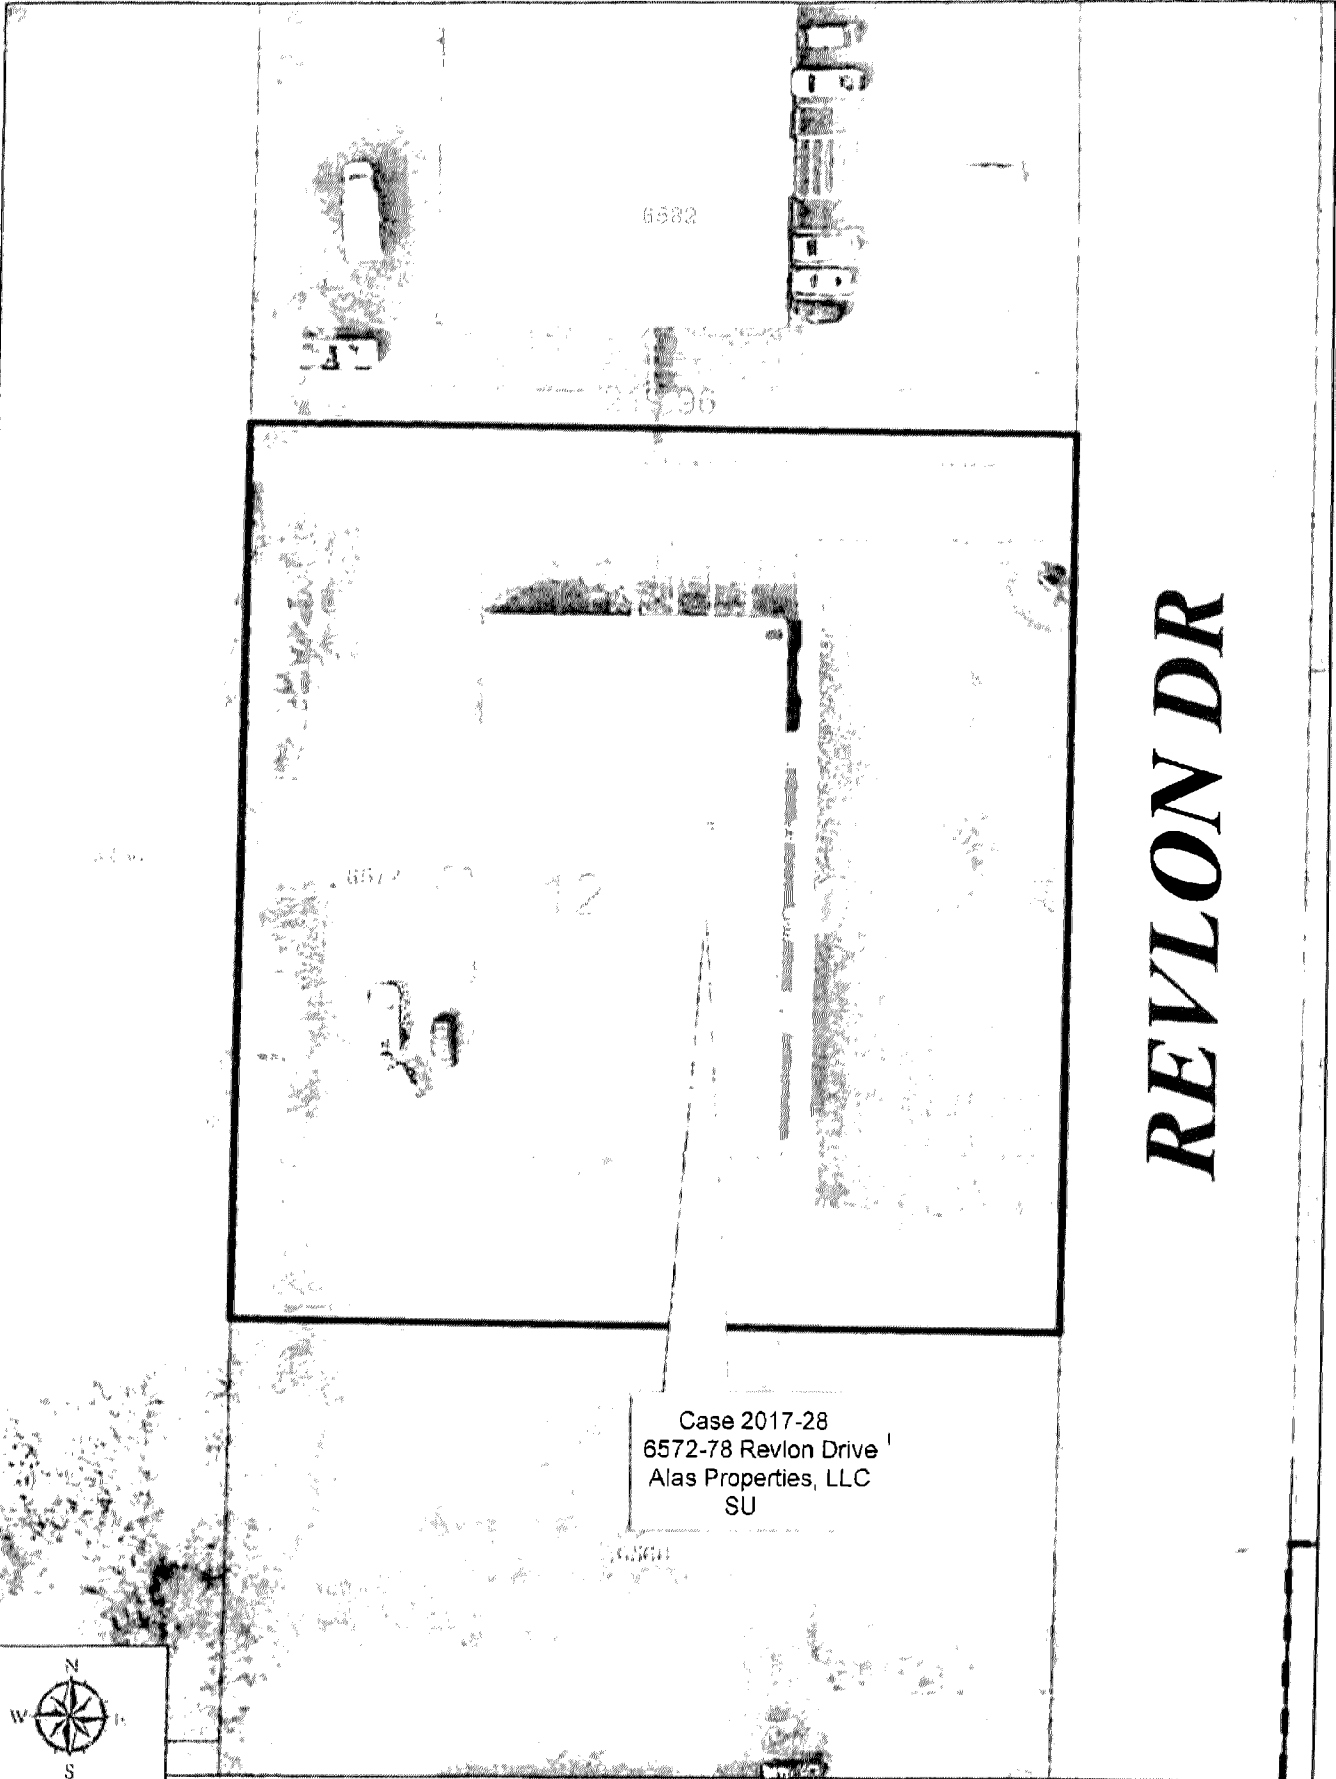 6582
12
REVLON DR
Case 2017-28
6572-78 Revlon Drive
Alas Properties, LLC
SU
N
W
S